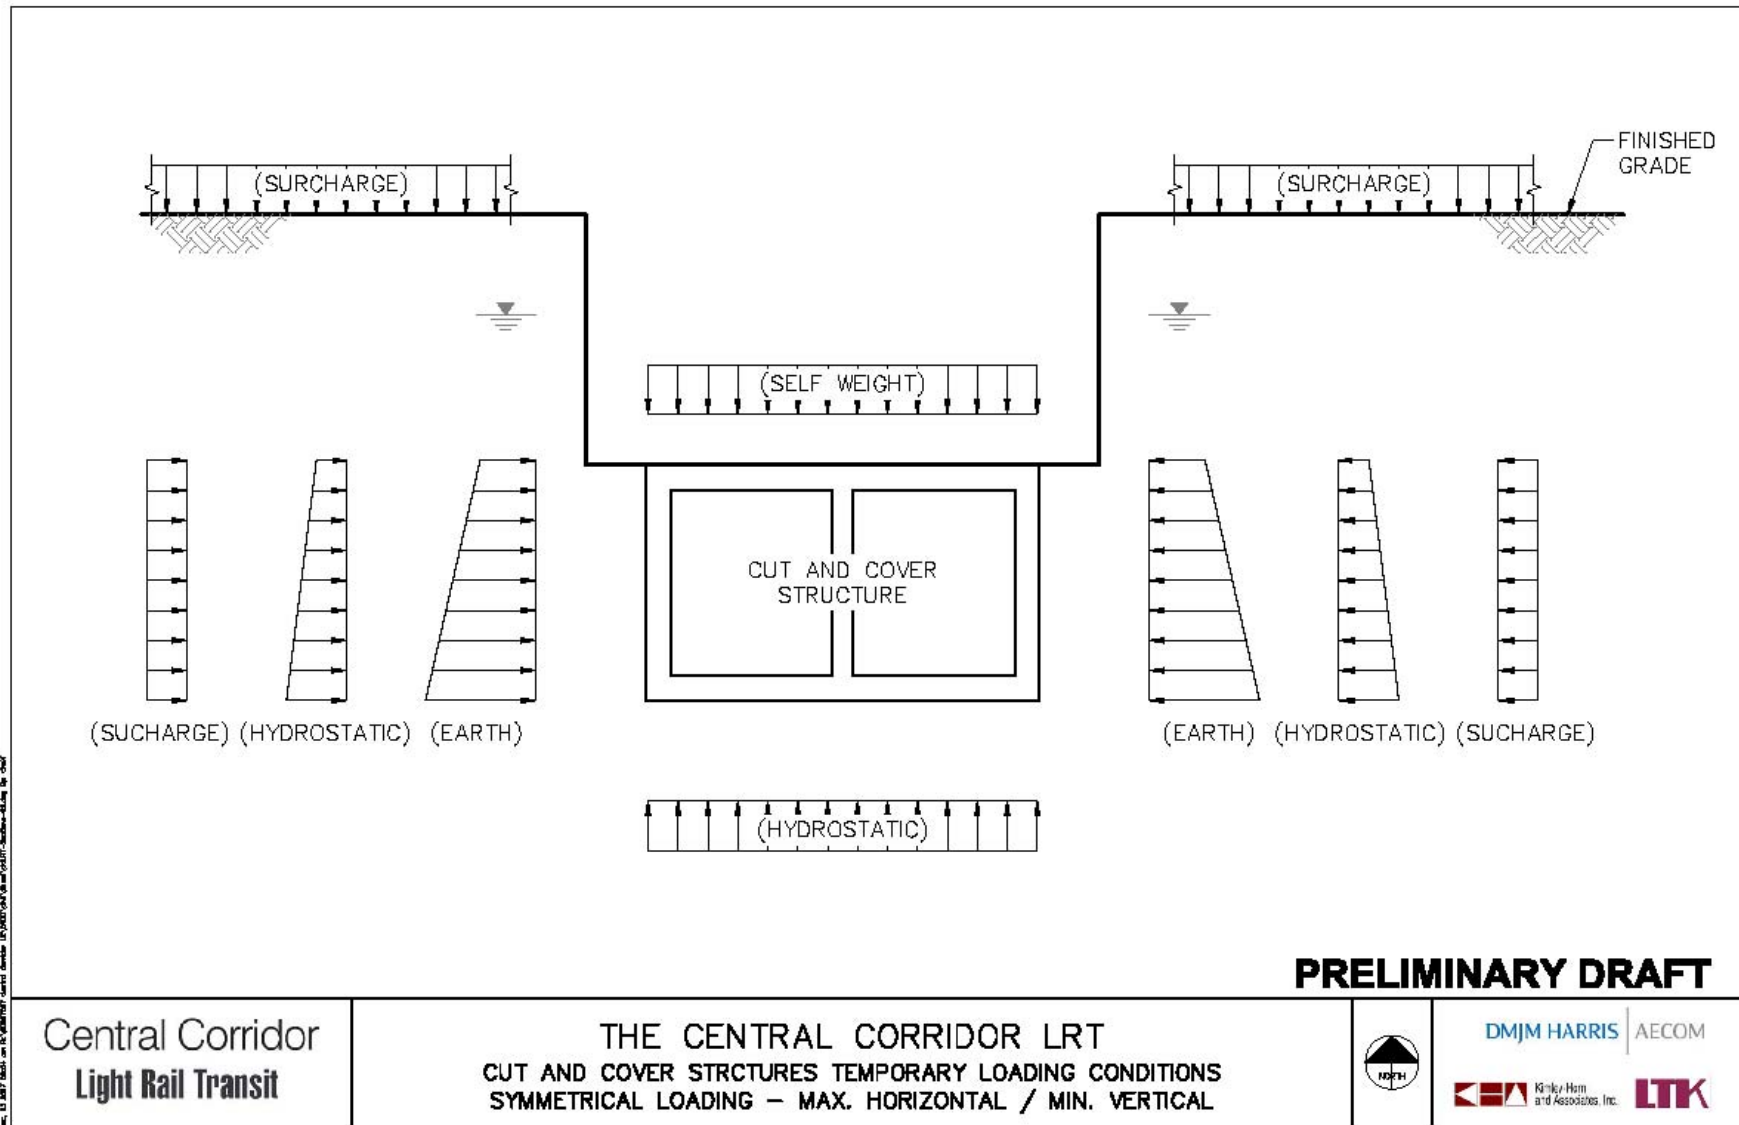 (SURCHARGE)
(SURCHARGE)
FINISHED
GRADE
(SELF WEIGHT)
CUT AND COVER
STRUCTURE
(SUCHARGE) (HYDROSTATIC) (EARTH)
(EARTH) (HYDROSTATIC) (SUCHARGE)
(HYDROSTATIC)
PRELIMINARY DRAFT
Central Corridor
Light Rail Transit
THE CENTRAL CORRIDOR LRT
CUT AND COVER STRCTURES TEMPORARY LOADING CONDITIONS
SYMMETRICAL LOADING – MAX. HORIZONTAL / MIN. VERTICAL
NORTH
DMJM HARRIS AECOM
Kimley-Horn
and Associates, Inc.
LTK